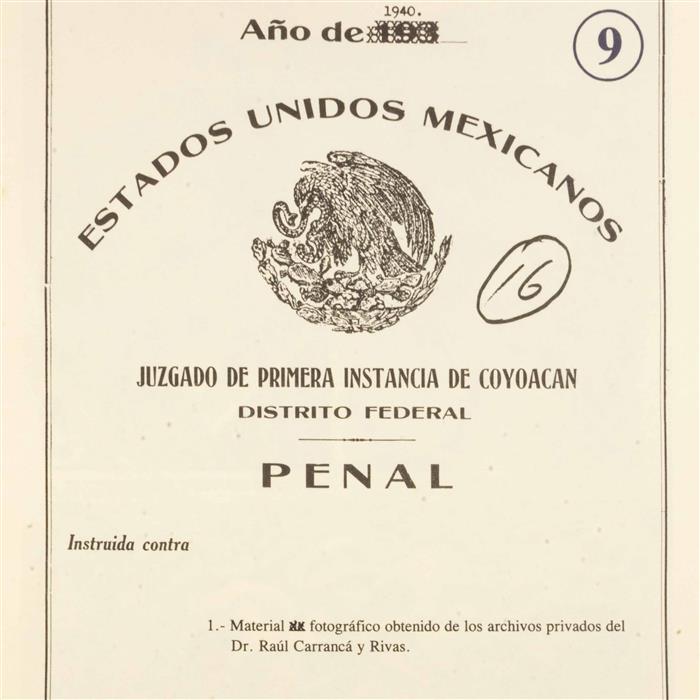 1940.
Año de 193
9
ESTADOS UNIDOS MEXICANOS
16
JUZGADO DE PRIMERA INSTANCIA DE COYOACAN
DISTRITO FEDERAL
PENAL
Instruida contra
1.- Material fotográfico obtenido de los archivos privados del
Dr. Raúl Carrancá y Rivas.